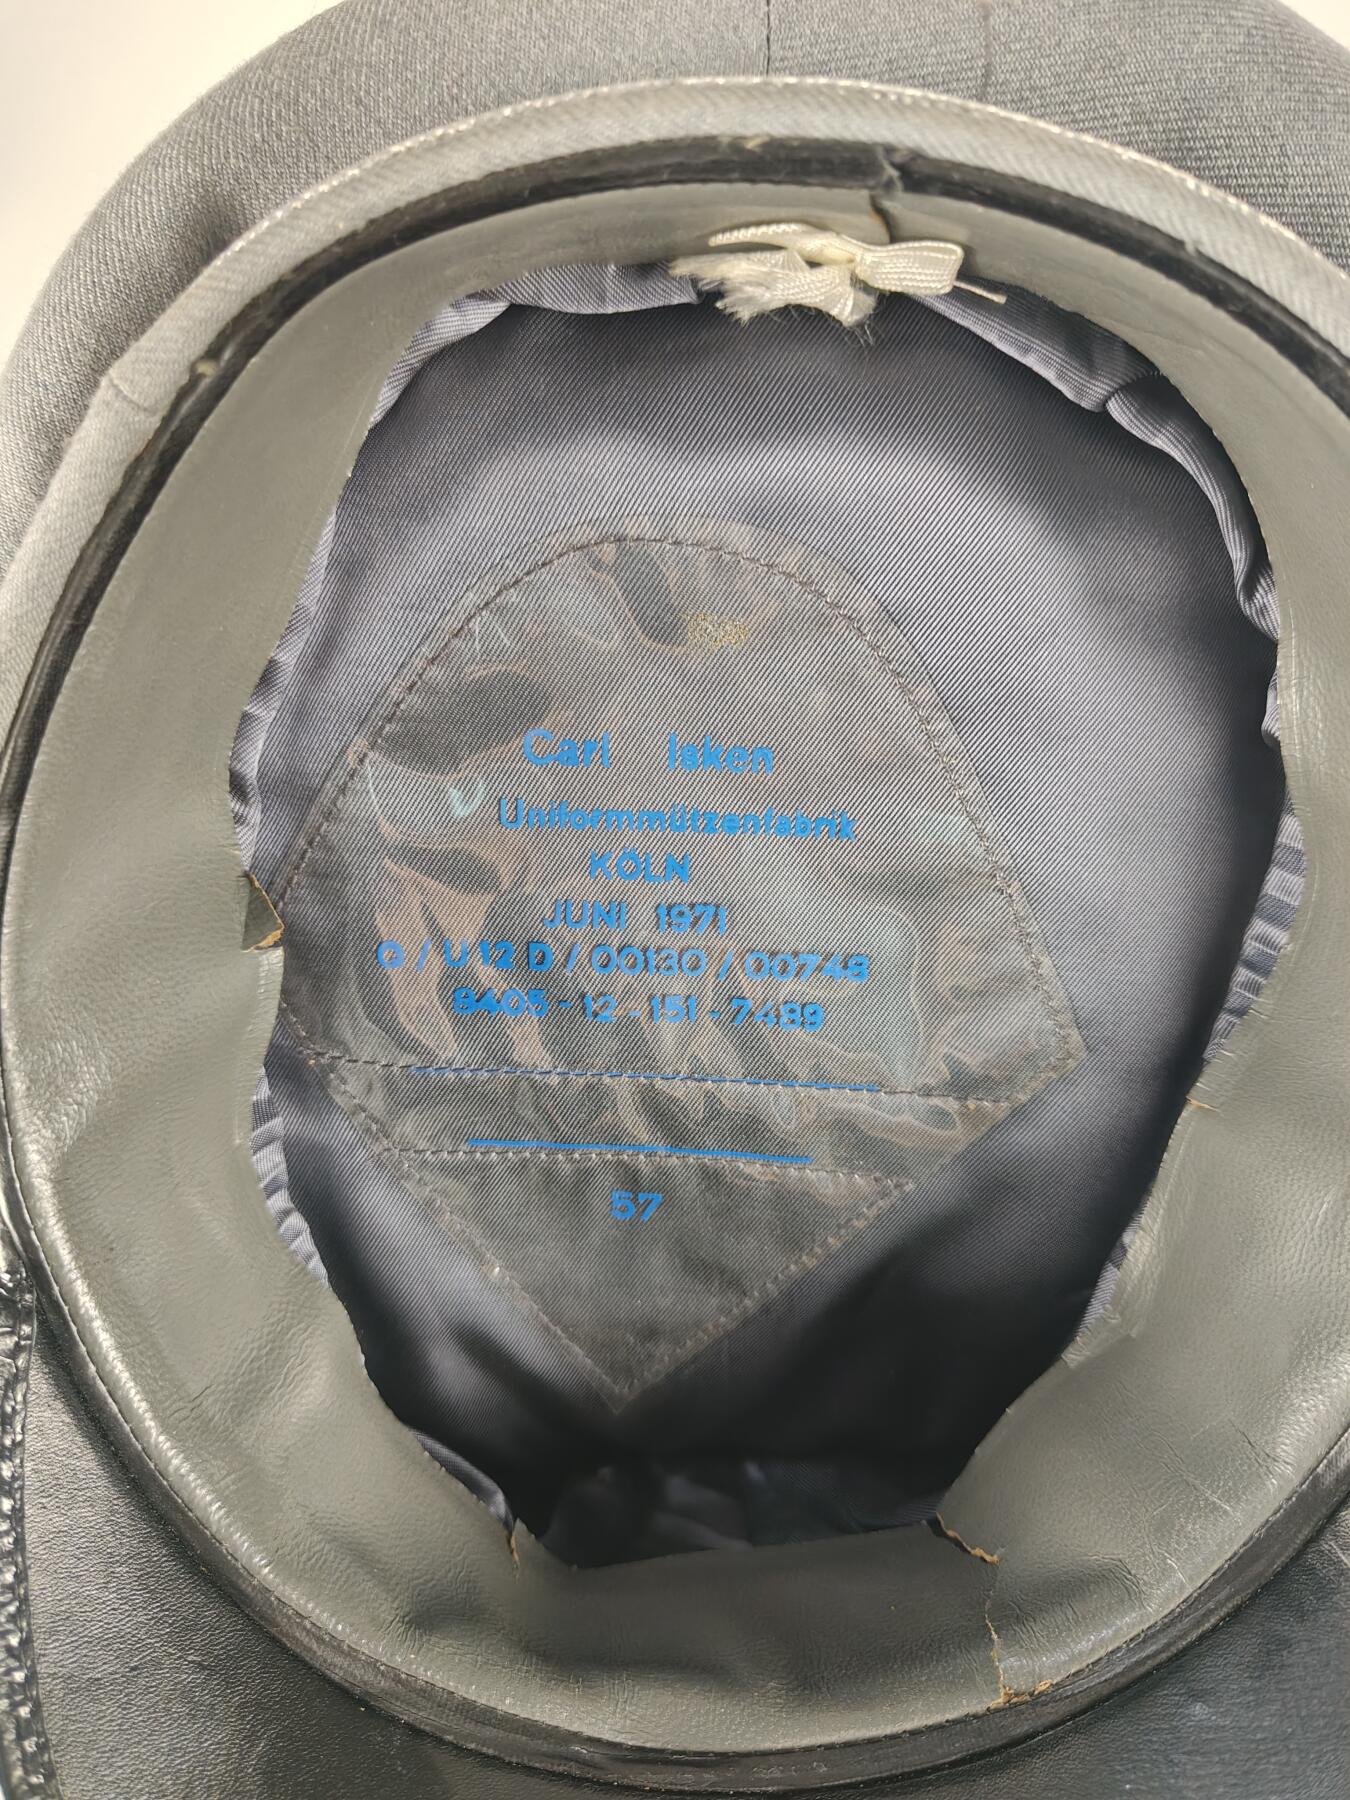 Carl Isken
Uniformmützenfabrik
KÖLN
JUNI 1971
G / U 12 D / 00130 / 00748
8405 - 12 - 151 - 7489
57